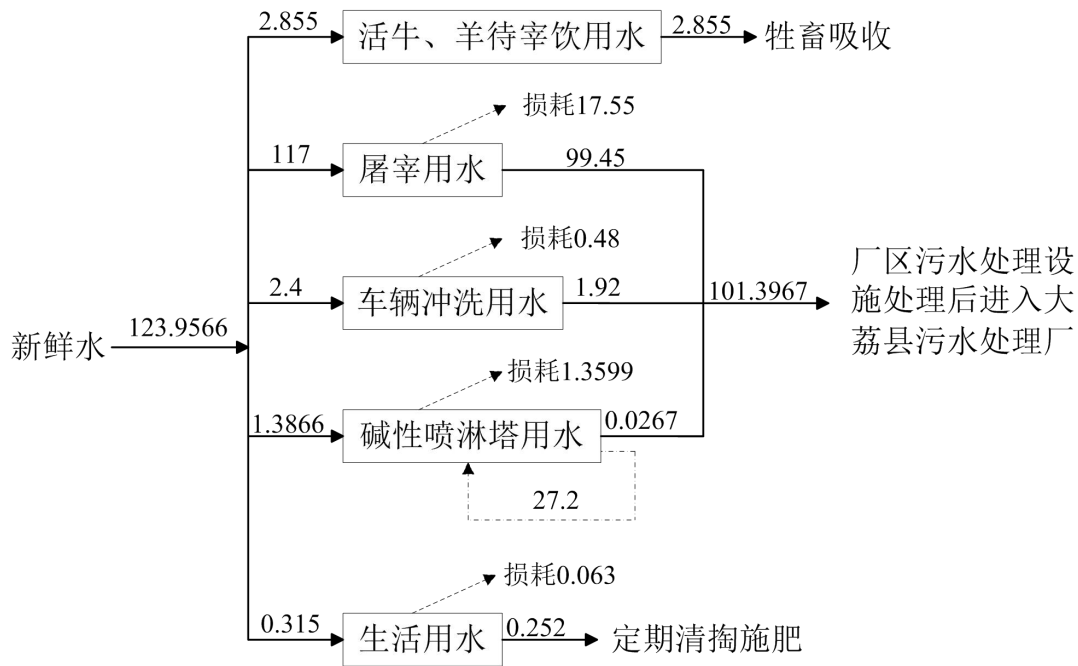 2.855
活牛、羊待宰饮用水
2.855
牲畜吸收
损耗17.55
117
屠宰用水
99.45
损耗0.48
2.4
车辆冲洗用水
1.92
101.3967
厂区污水处理设
施处理后进入大
荔县污水处理厂
新鲜水
123.9566
损耗1.3599
1.3866
碱性喷淋塔用水
0.0267
27.2
损耗0.063
0.315
生活用水
0.252
定期清掏施肥